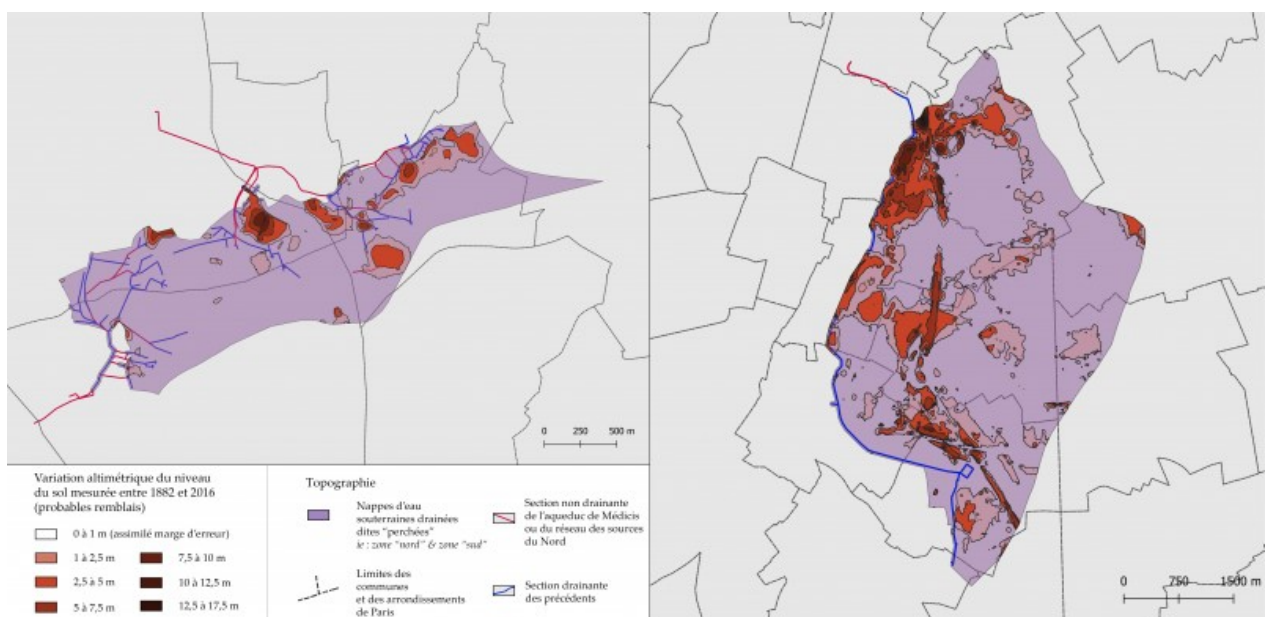 0 250 500 m
0 750 1500 m
Variation altimétrique du niveau
du sol mesurée entre 1882 et 2016
(probables remblais)
0 à 1 m (assimilé marge d'erreur)
1 à 2,5 m
7,5 à 10 m
2,5 à 5 m
10 à 12,5 m
5 à 7,5 m
12,5 à 17,5 m
Topographie
Nappes d'eau
souterraines drainées
dites "perchées"
ie : zone "nord" & zone "sud"
Section non drainante
de l'aqueduc de Médicis
ou du réseau des sources
du Nord
Limites des
communes
et des arrondissements
de Paris
Section drainante
des précédents